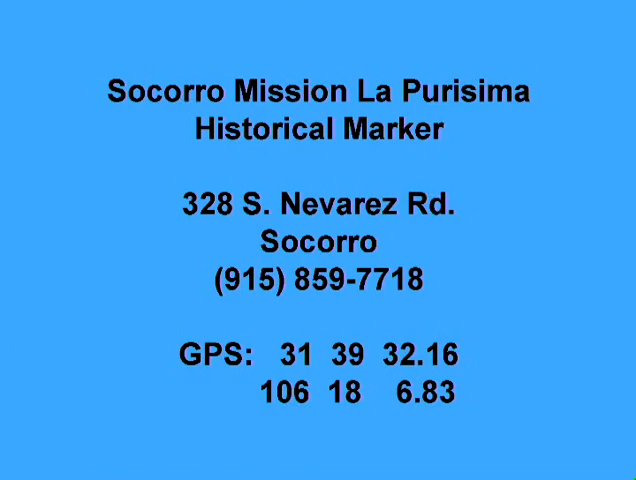 Socorro Mission La Purisima
Historical Marker
328 S. Nevarez Rd.
Socorro
(915) 859-7718
GPS: 31 39 32.16
106 18 6.83